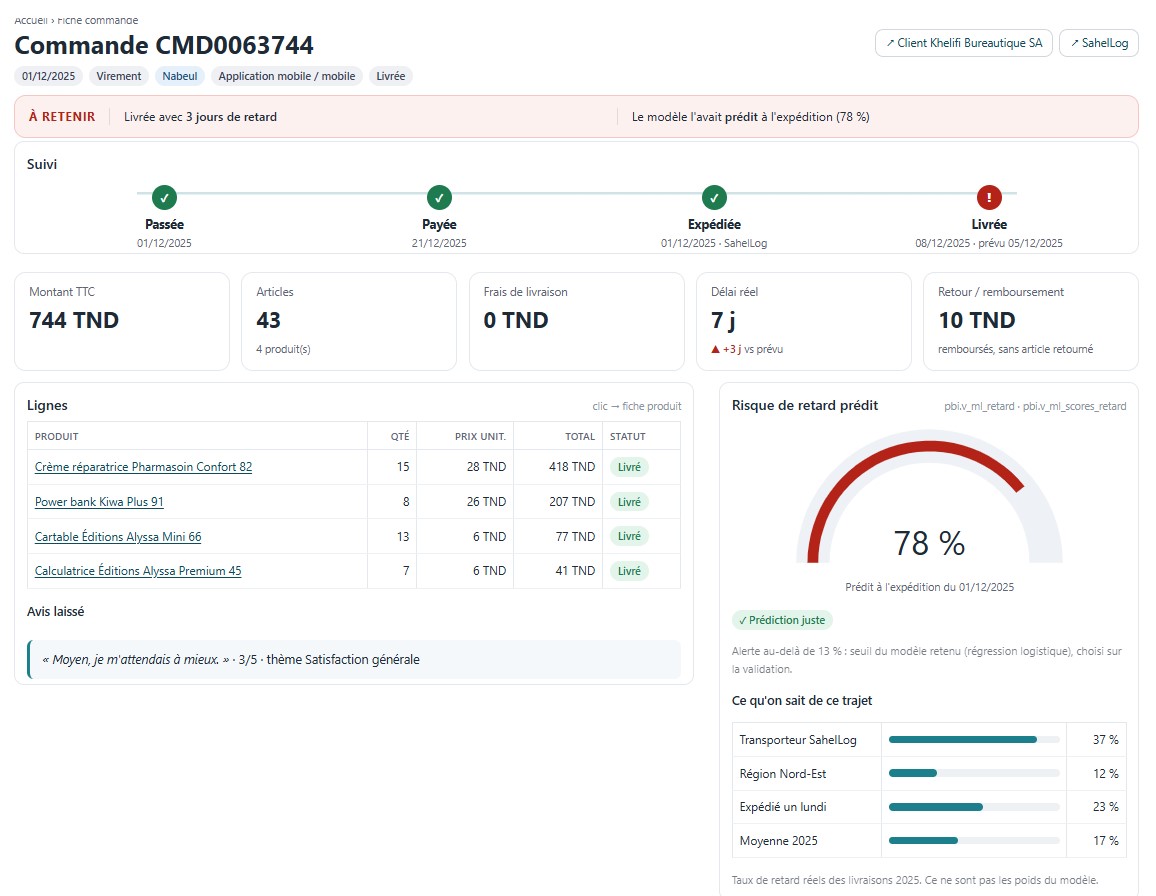 Accueil › Fiche commande
Commande CMD0063744
↗ Client Khelifi Bureautique SA
↗ SahelLog
01/12/2025 Virement Nabeul Application mobile / mobile Livrée
À RETENIR Livrée avec 3 jours de retard Le modèle l'avait prédit à l'expédition (78 %)
Suivi
✓ ✓ ✓ !
Passée Payée Expédiée Livrée
01/12/2025 21/12/2025 01/12/2025 · SahelLog 08/12/2025 · prévu 05/12/2025
Montant TTC
744 TND
Articles
43
4 produit(s)
Frais de livraison
0 TND
Délai réel
7 j
▲ +3 j vs prévu
Retour / remboursement
10 TND
remboursés, sans article retourné
Lignes clic → fiche produit
PRODUIT QTÉ PRIX UNIT. TOTAL STATUT
Crème réparatrice Pharmasoin Confort 82 15 28 TND 418 TND Livré
Power bank Kiwa Plus 91 8 26 TND 207 TND Livré
Cartable Éditions Alyssa Mini 66 13 6 TND 77 TND Livré
Calculatrice Éditions Alyssa Premium 45 7 6 TND 41 TND Livré
Avis laissé
« Moyen, je m'attendais à mieux. » · 3/5 · thème Satisfaction générale
Risque de retard prédit pbi.v_ml_retard · pbi.v_ml_scores_retard
78 %
Prédit à l'expédition du 01/12/2025
✓ Prédiction juste
Alerte au-delà de 13 % : seuil du modèle retenu (régression logistique), choisi sur
la validation.
Ce qu'on sait de ce trajet
Transporteur SahelLog 37 %
Région Nord-Est 12 %
Expédié un lundi 23 %
Moyenne 2025 17 %
Taux de retard réels des livraisons 2025. Ce ne sont pas les poids du modèle.